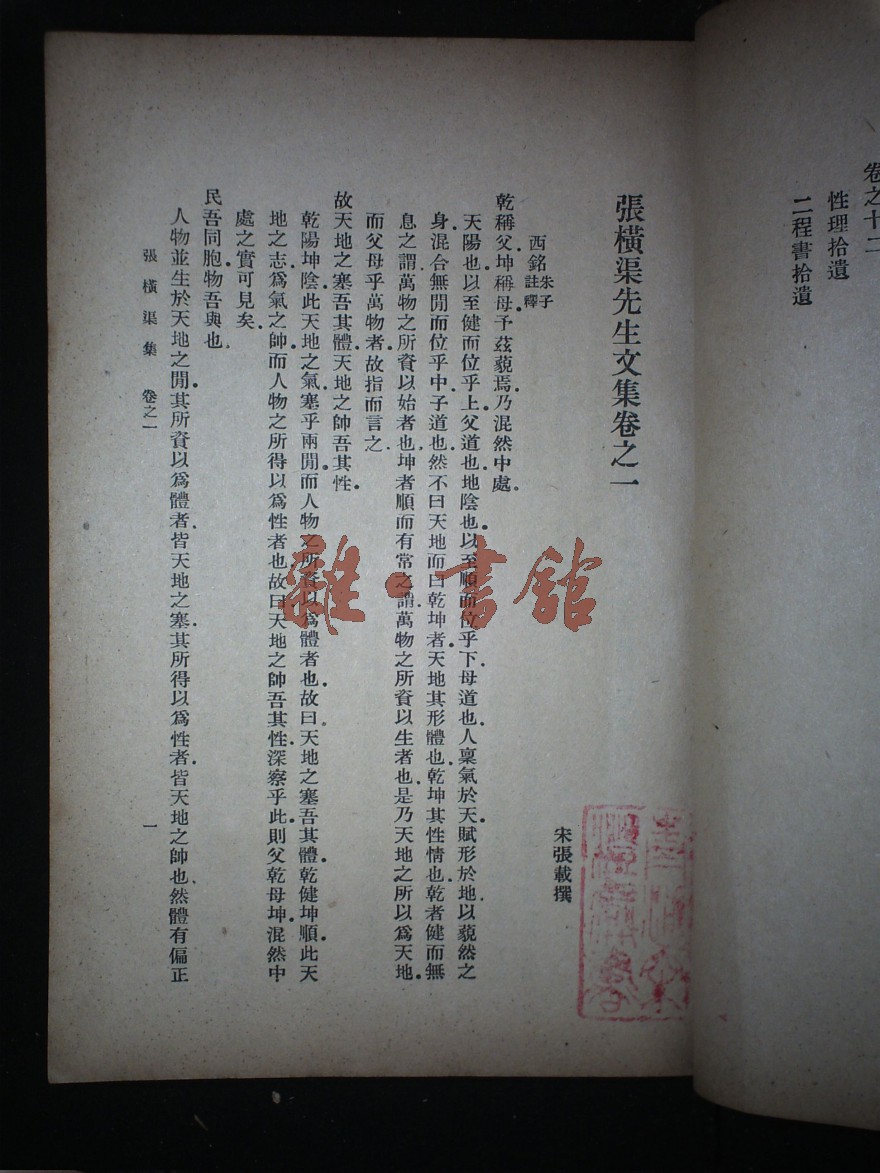 卷之十二
性理拾遺
二程書拾遺
張橫渠先生文集卷之一
宋張載撰
西銘朱子註釋
乾稱父坤稱母予茲藐焉乃混然中處。
天陽也以至健而位乎上父道也地陰也以至順而位乎下母道也人稟氣於天賦形於地以藐然之
身混合無閒而位乎中子道也然不曰天地而曰乾坤者天地其形體也乾坤其性情也乾者健而無
息之謂萬物之所資以始者也坤者順而有常之謂萬物之所資以生者也是乃天地之所以爲天地
而父母乎萬物者故指而言之
故天地之塞吾其體天地之帥吾其性。
乾陽坤陰此天地之氣塞乎兩閒而人物之所資以爲體者也故曰天地之塞吾其體乾健坤順此天
地之志爲氣之帥而人物之所得以爲性者也故曰天地之帥吾其性深察乎此則父乾母坤混然中
處之實可見矣
民吾同胞物吾與也
人物並生於天地之閒其所資以爲體者皆天地之塞其所得以爲性者皆天地之帥也然體有偏正
張橫渠集 卷之一
一
雜·書館